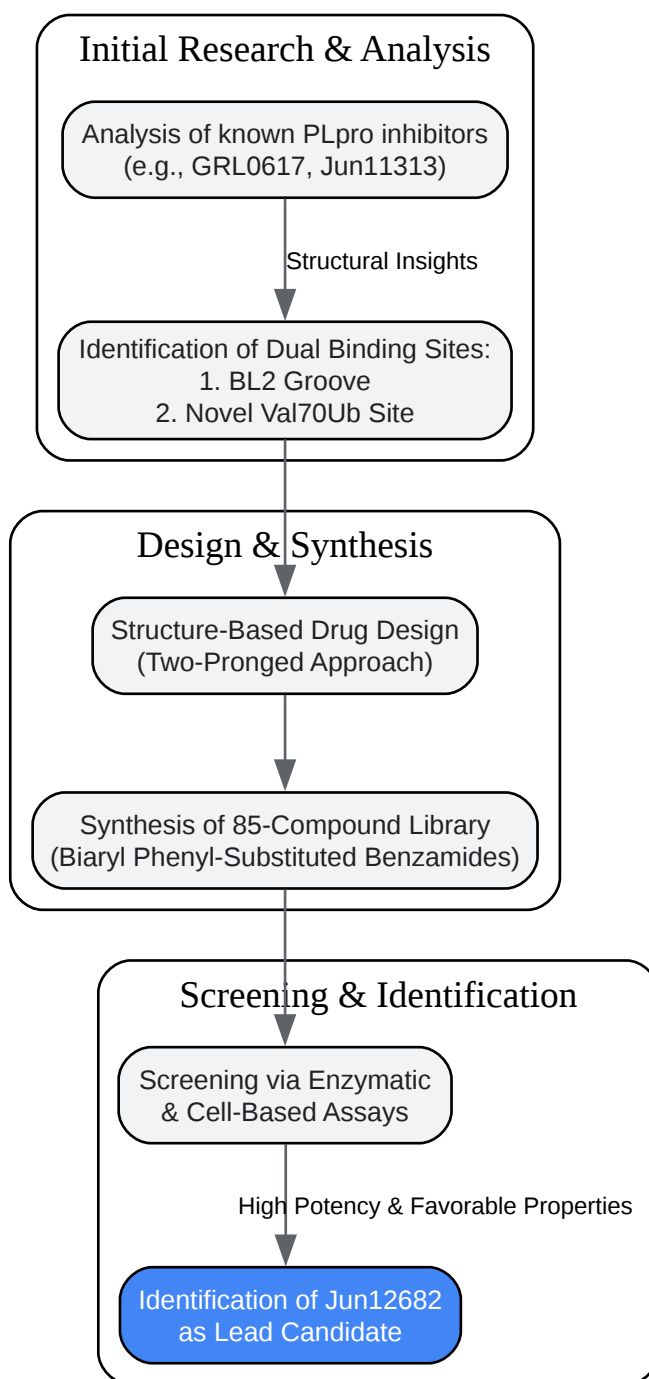 Initial Research & Analysis
Analysis of known PLpro inhibitors
(e.g., GRL0617, Jun11313)
Structural Insights
Identification of Dual Binding Sites:
1. BL2 Groove
2. Novel Val70Ub Site
Design & Synthesis
Structure-Based Drug Design
(Two-Pronged Approach)
Synthesis of 85-Compound Library
(Biaryl Phenyl-Substituted Benzamides)
Screening & Identification
Screening via Enzymatic
& Cell-Based Assays
High Potency & Favorable Properties
Identification of Jun12682
as Lead Candidate